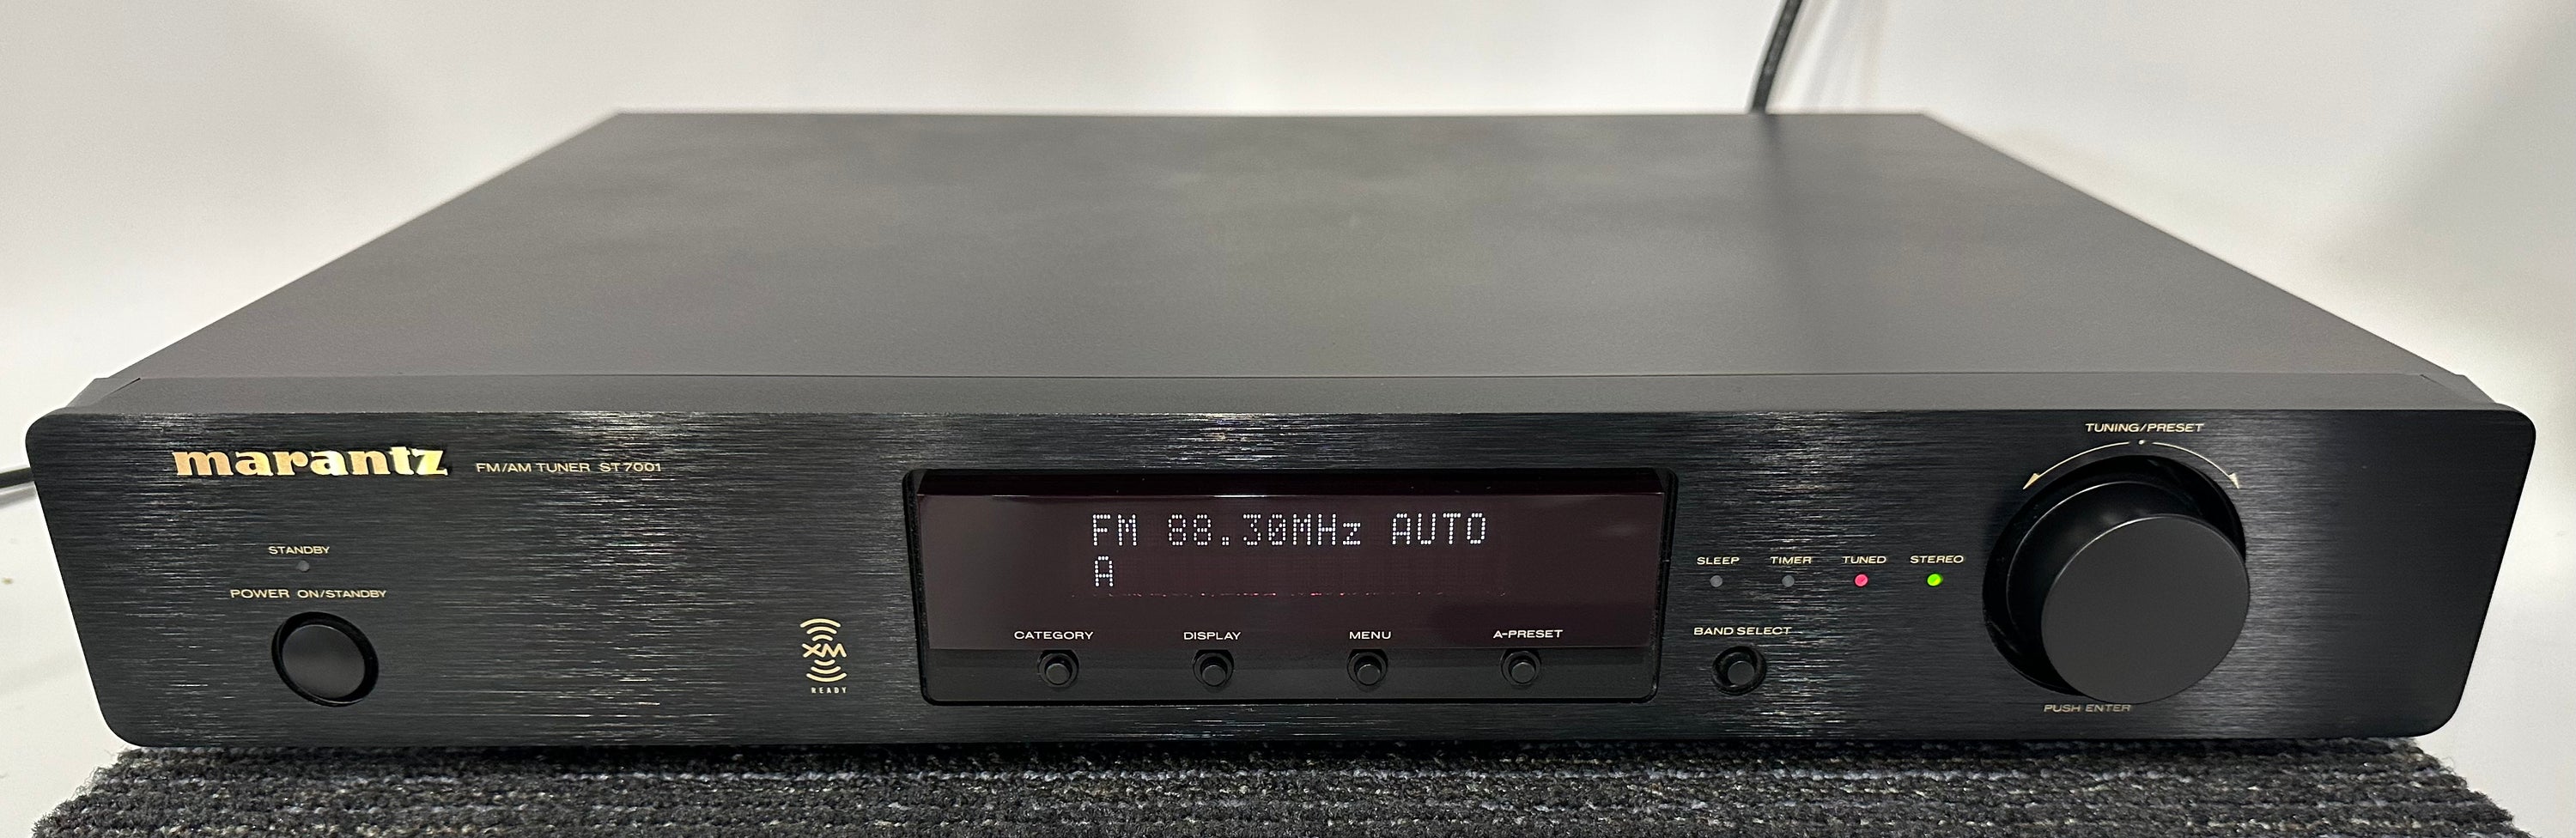 TUNING/PRESET
marantz FM/AM TUNER ST7001
FM 88.30MHz AUTO
A
STANDBY
POWER ON/STANDBY
SLEEP TIMER TUNED STEREO
XM
READY
CATEGORY DISPLAY MENU A-PRESET
BAND SELECT
PUSH ENTER